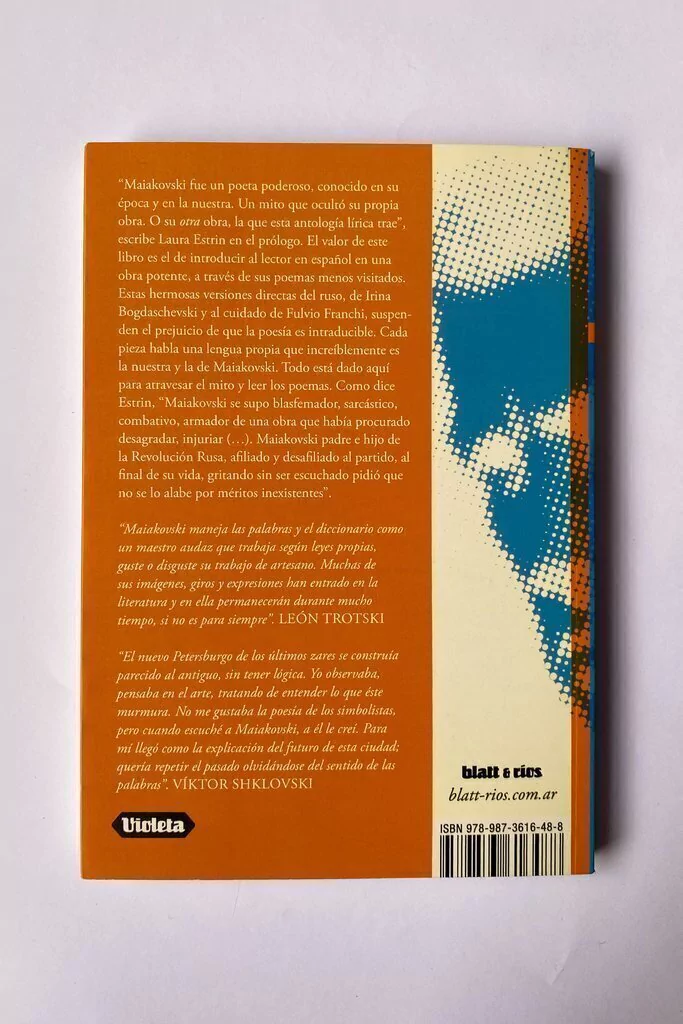 “Maiakovski fue un poeta poderoso, conocido en su
época y en la nuestra. Un mito que ocultó su propia
obra. O su otra obra, la que esta antología lírica trae”,
escribe Laura Estrin en el prólogo. El valor de este
libro es el de introducir al lector en español en una
obra potente, a través de sus poemas menos visitados.
Estas hermosas versiones directas del ruso, de Irina
Bogdaschevski y al cuidado de Fulvio Franchi, suspen-
den el prejuicio de que la poesía es intraducible. Cada
pieza habla una lengua propia que increíblemente es
la nuestra y la de Maiakovski. Todo está dado aquí
para atravesar el mito y leer los poemas. Como dice
Estrin, “Maiakovski se supo blasfemador, sarcástico,
combativo, armador de una obra que había procurado
desagradar, injuriar (…). Maiakovski padre e hijo de
la Revolución Rusa, afiliado y desafiliado al partido, al
final de su vida, gritando sin ser escuchado pidió que
no se lo alabe por méritos inexistentes”.
“Maiakovski maneja las palabras y el diccionario como
un maestro audaz que trabaja según leyes propias,
guste o disguste su trabajo de artesano. Muchas de
sus imágenes, giros y expresiones han entrado en la
literatura y en ella permanecerán durante mucho
tiempo, si no es para siempre”. LEÓN TROTSKI
“El nuevo Petersburgo de los últimos zares se construía
parecido al antiguo, sin tener lógica. Yo observaba,
pensaba en el arte, tratando de entender lo que éste
murmura. No me gustaba la poesía de los simbolistas,
pero cuando escuché a Maiakovski, a él le creí. Para
mí llegó como la explicación del futuro de esta ciudad;
quería repetir el pasado olvidándose del sentido de las
palabras”. VÍKTOR SHKLOVSKI
Violeta
blatt & ríos
blatt-rios.com.ar
ISBN 978-987-3616-48-8